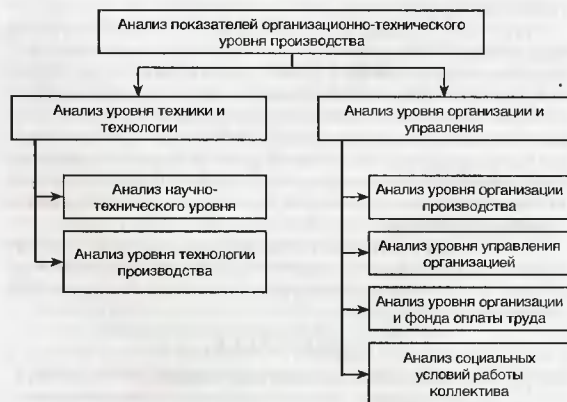 Анализ показателей организационно-технического
уровня производства
Анализ уровня техники и
технологии
Анализ научно-
технического уровня
Анализ уровня технологии
производства
Анализ уровня организации и
упрааления
Анализ уровня организации
производства
Анализ уровня управления
организацией
Анализ уровня организации
и фонда оплаты труда
Анализ социальных
условий работы
коллектива